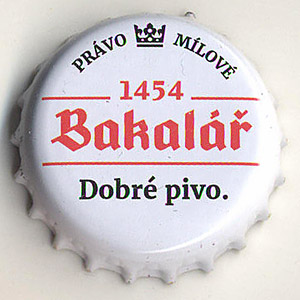 PRÁVO MÍLOVÉ
1454
Bakalář
Dobré pivo.